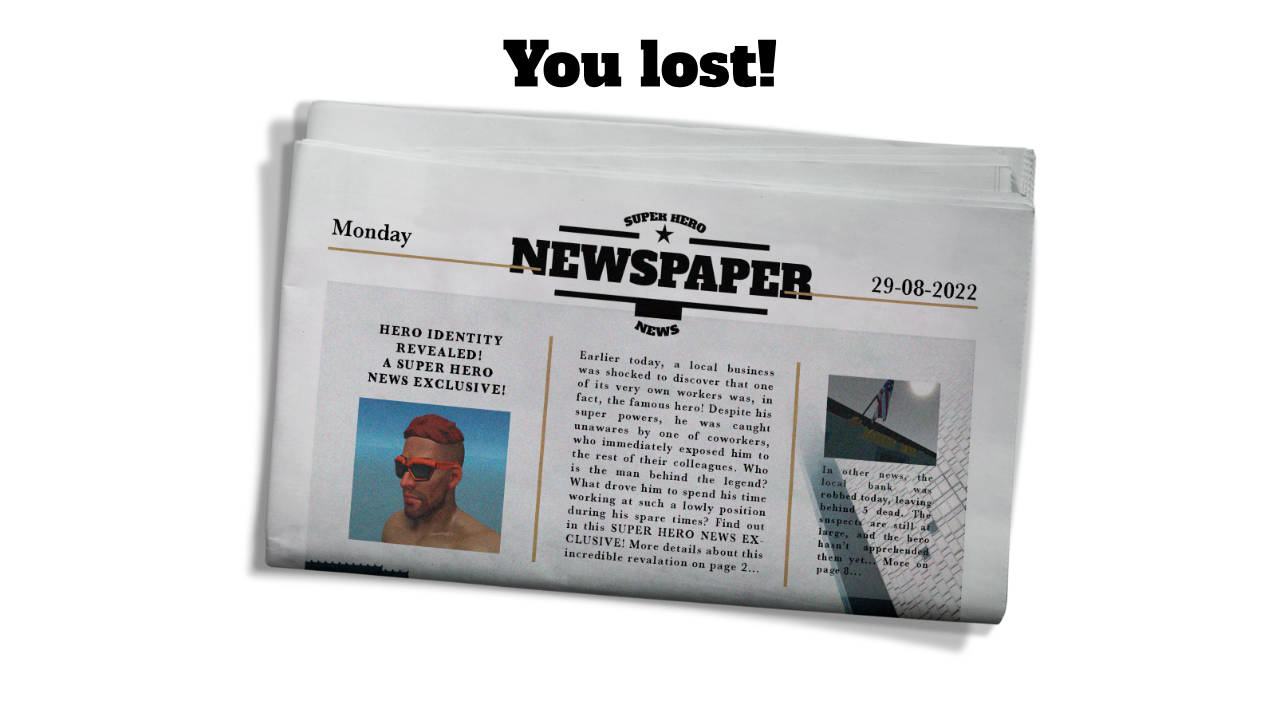 You lost!
Monday
SUPER HERO
NEWSPAPER
NEWS
29-08-2022
HERO IDENTITY
REVEALED!
A SUPER HERO
NEWS EXCLUSIVE!
Earlier today, a local business
was shocked to discover that one
of its very own workers was, in
fact, the famous hero! Despite his
super powers, he was caught
unawares by one of coworkers,
who immediately exposed him to
the rest of their colleagues. Who
is the man behind the legend?
What drove him to spend his time
working at such a lowly position
during his spare times? Find out
in this SUPER HERO NEWS EX-
CLUSIVE! More details about this
incredible revalation on page 2...
In other news, the
local bank was
robbed today, leaving
behind 5 dead. The
suspects are still at
large, and the hero
hasn't apprehended
them yet... More on
page 8...